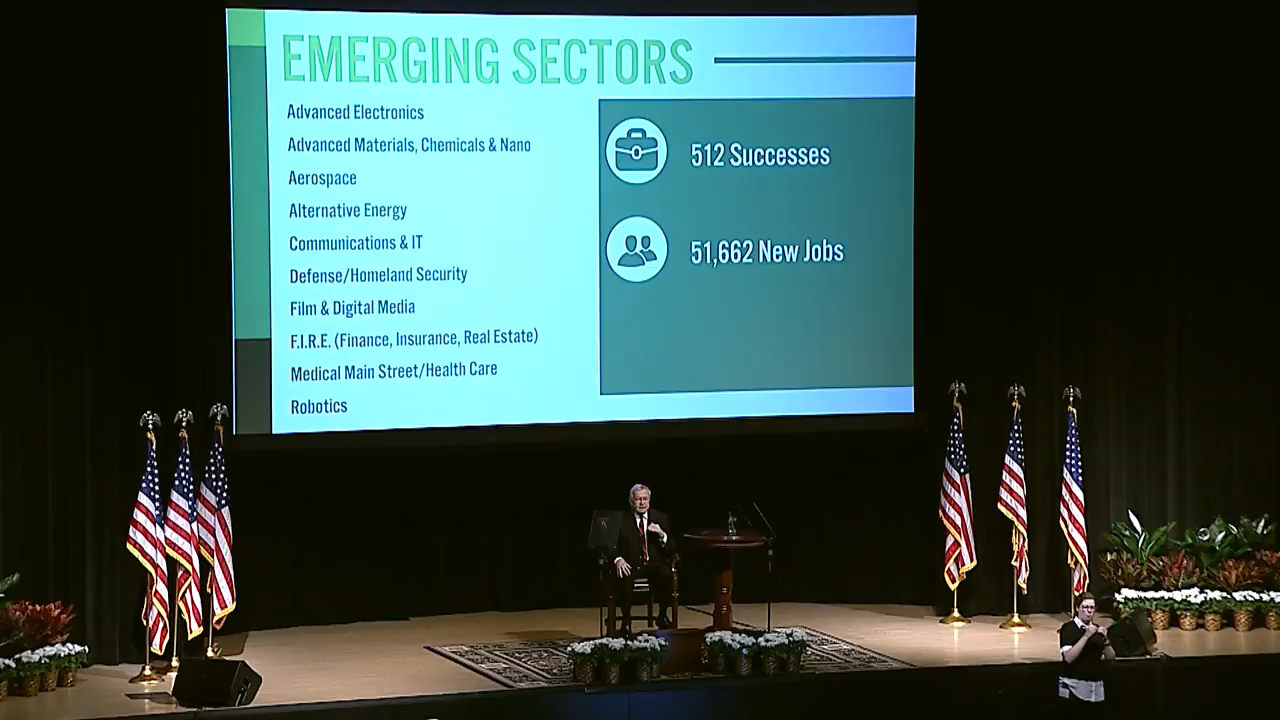 EMERGING SECTORS
Advanced Electronics
Advanced Materials, Chemicals & Nano
Aerospace
Alternative Energy
Communications & IT
Defense/Homeland Security
Film & Digital Media
F.I.R.E. (Finance, Insurance, Real Estate)
Medical Main Street/Health Care
Robotics
512 Successes
51,662 New Jobs